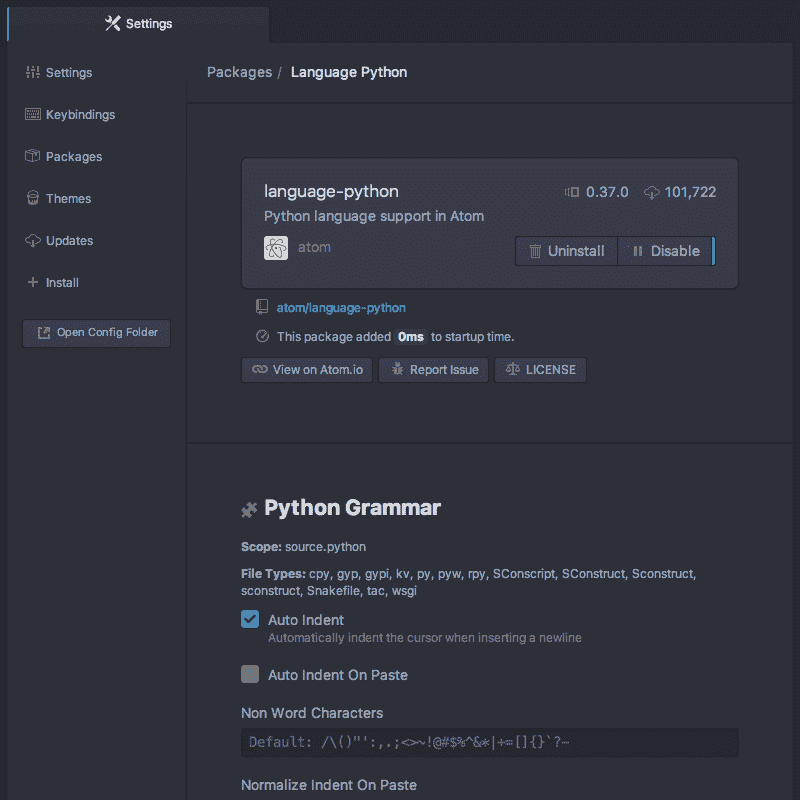 Settings
Settings
Keybindings
Packages
Themes
Updates
Install
Open Config Folder
Packages / Language Python
language-python
0.37.0 101,722
Python language support in Atom
atom
Uninstall Disable
atom/language-python
This package added 0ms to startup time.
View on Atom.io Report Issue LICENSE
Python Grammar
Scope: source.python
File Types: cpy, gyp, gypi, kv, py, pyw, rpy, SConscript, SConstruct, Sconstruct,
sconstruct, Snakefile, tac, wsgi
Auto Indent
Automatically indent the cursor when inserting a newline
Auto Indent On Paste
Non Word Characters
Default: /\()"':,.;<>~!@#$%^&*|+=[]{}`?-…
Normalize Indent On Paste